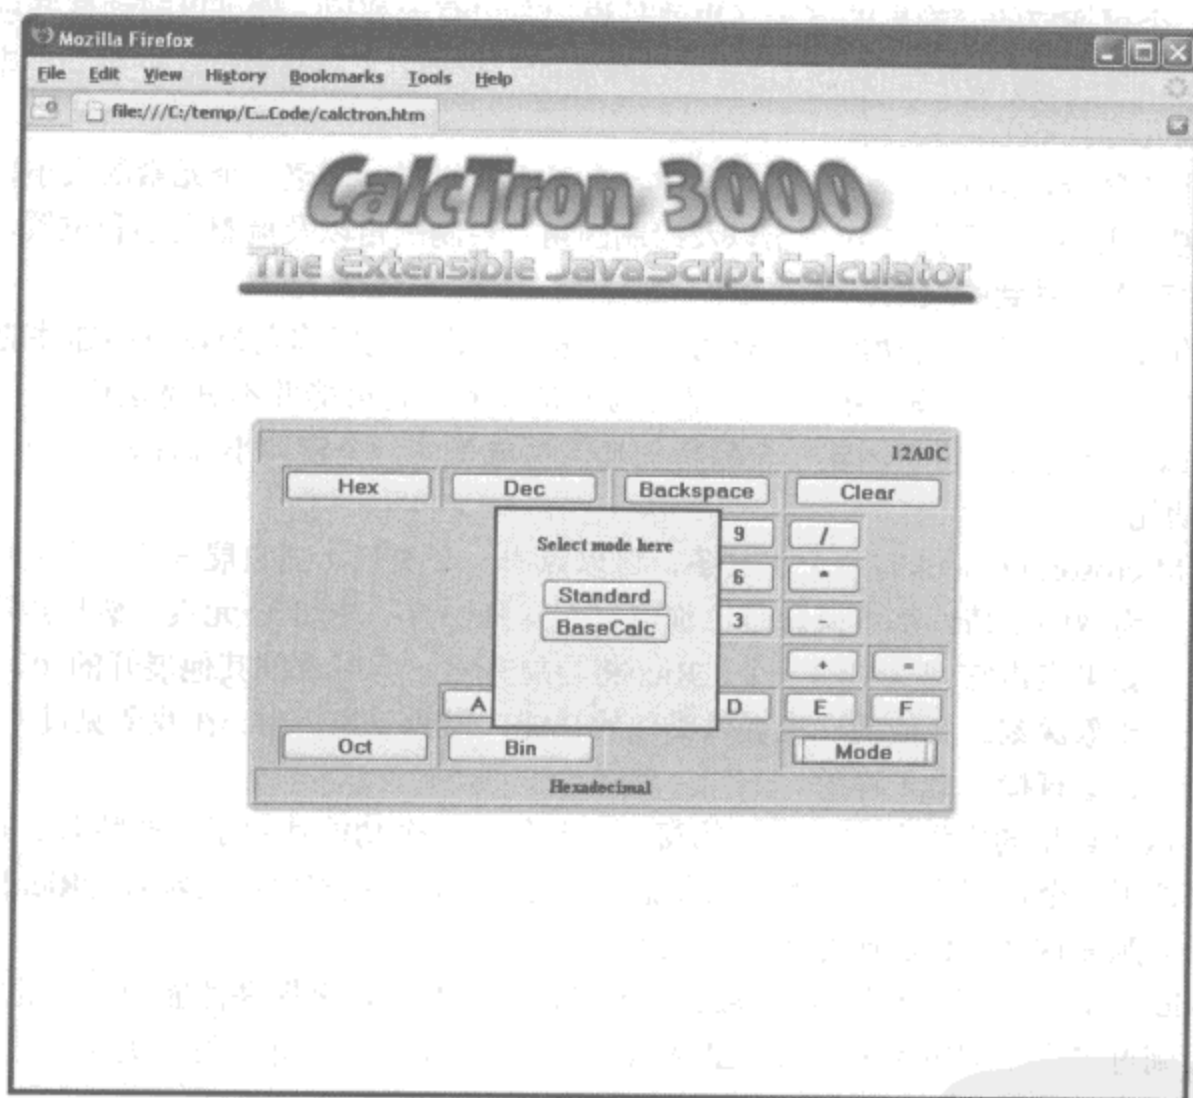 Mozilla Firefox
File Edit View History Bookmarks Tools Help
file:///C:/temp/C...Code/calctron.htm
CalcTron 3000
The Extensible JavaScript Calculator
12A0C
Hex Dec Backspace Clear
9 /
Select mode here
6 *
Standard
3 -
BaseCalc
+ =
A D E F
Oct Bin Mode
Hexadecimal